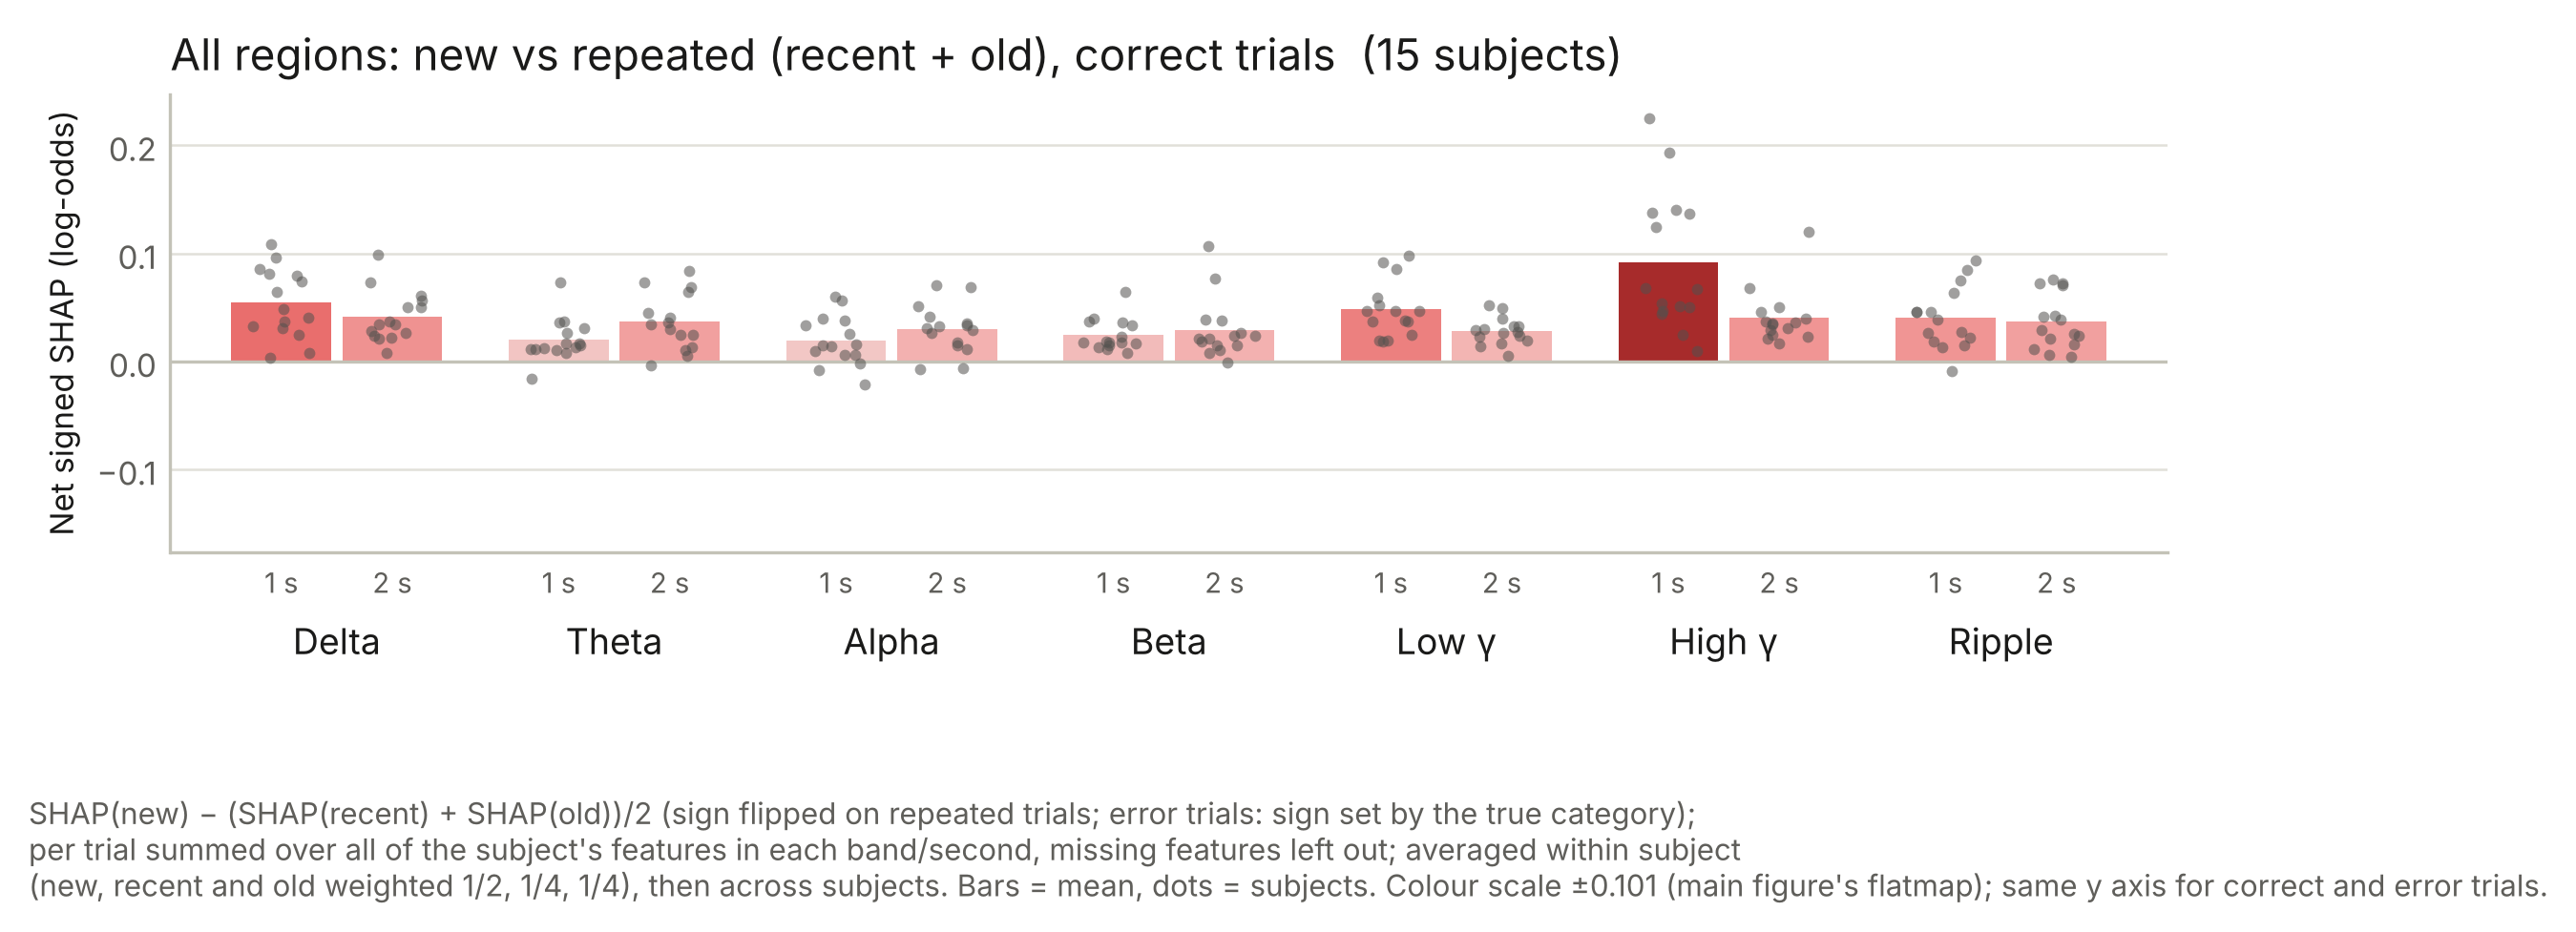 All regions: new vs repeated (recent + old), correct trials (15 subjects)
Net signed SHAP (log-odds)
0.2
0.1
0.0
−0.1
1 s 2 s 1 s 2 s 1 s 2 s 1 s 2 s 1 s 2 s 1 s 2 s 1 s 2 s
Delta Theta Alpha Beta Low γ High γ Ripple
SHAP(new) − (SHAP(recent) + SHAP(old))/2 (sign flipped on repeated trials; error trials: sign set by the true category);
per trial summed over all of the subject's features in each band/second, missing features left out; averaged within subject
(new, recent and old weighted 1/2, 1/4, 1/4), then across subjects. Bars = mean, dots = subjects. Colour scale ±0.101 (main figure's flatmap); same y axis for correct and error trials.